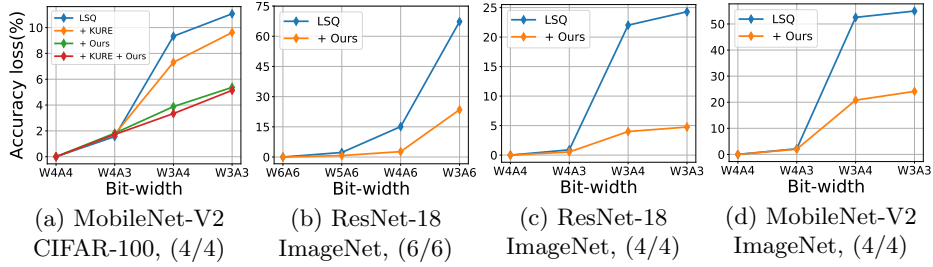 Accuracy loss(%)
10
8
6
4
2
0
LSQ
+ KURE
+ Ours
+ KURE + Ours
W4A4 W4A3 W3A4 W3A3
Bit-width
75
60
45
30
15
0
LSQ
+ Ours
W6A6 W5A6 W4A6 W3A6
Bit-width
25
20
15
10
5
0
LSQ
+ Ours
W4A4 W4A3 W3A4 W3A3
Bit-width
50
40
30
20
10
0
LSQ
+ Ours
W4A4 W4A3 W3A4 W3A3
Bit-width
(a) MobileNet-V2
CIFAR-100, (4/4)
(b) ResNet-18
ImageNet, (6/6)
(c) ResNet-18
ImageNet, (4/4)
(d) MobileNet-V2
ImageNet, (4/4)